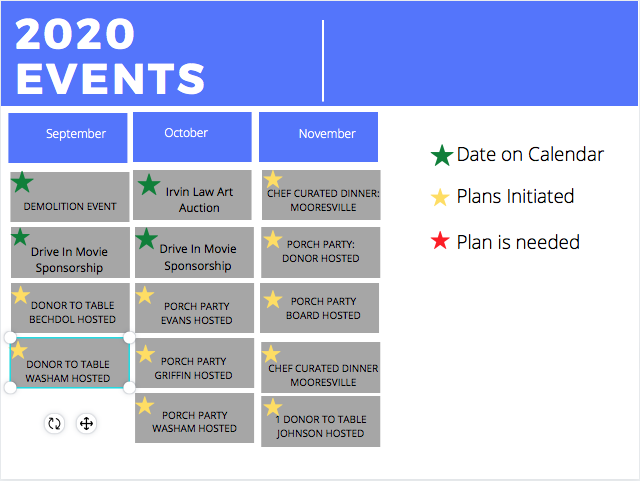 2020
EVENTS
September
October
November
DEMOLITION EVENT
Drive In Movie
Sponsorship
DONOR TO TABLE
BECHDOL HOSTED
DONOR TO TABLE
WASHAM HOSTED
Irvin Law Art
Auction
Drive In Movie
Sponsorship
PORCH PARTY
EVANS HOSTED
PORCH PARTY
GRIFFIN HOSTED
PORCH PARTY
WASHAM HOSTED
CHEF CURATED DINNER:
MOORESVILLE
PORCH PARTY:
DONOR HOSTED
PORCH PARTY
BOARD HOSTED
CHEF CURATED DINNER
MOORESVILLE
1 DONOR TO TABLE
JOHNSON HOSTED
Date on Calendar
Plans Initiated
Plan is needed